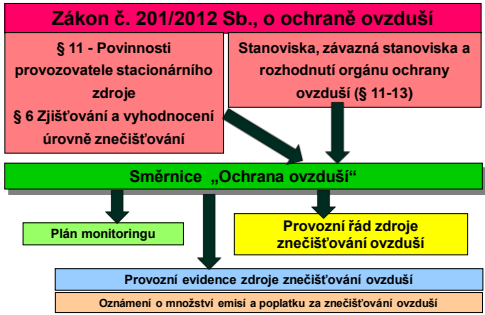 Zákon č. 201/2012 Sb., o ochraně ovzduší
§ 11 - Povinnosti
provozovatele stacionárního
zdroje
§ 6 Zjišťování a vyhodnocení
úrovně znečišťování
Stanoviska, závazná stanoviska a
rozhodnutí orgánu ochrany
ovzduší (§ 11-13)
Směrnice „Ochrana ovzduší“
Plán monitoringu
Provozní řád zdroje
znečišťování ovzduší
Provozní evidence zdroje znečišťování ovzduší
Oznámení o množství emisi a poplatku za znečišťování ovzduší